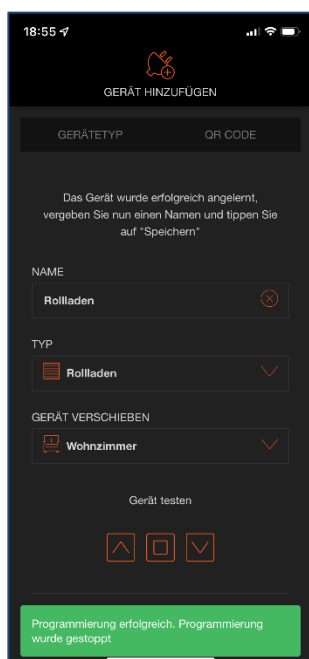 18:55
GERÄT HINZUFÜGEN
GERÄTETYP
QR CODE
Das Gerät wurde erfolgreich angelernt,
vergeben Sie nun einen Namen und tippen Sie
auf "Speichern"
NAME
Rollladen
TYP
Rollladen
GERÄT VERSCHIEBEN
Wohnzimmer
Gerät testen
Programmierung erfolgreich. Programmierung
wurde gestoppt